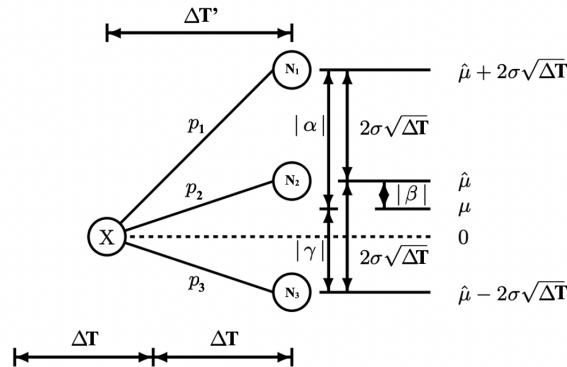 ΔT’
N₁
μ̂ + 2σ√ΔT
p₁
|α|
2σ√ΔT
p₂
N₂
μ̂
|β|
μ
X
0
|γ|
2σ√ΔT
p₃
N₃
μ̂ − 2σ√ΔT
ΔT ΔT